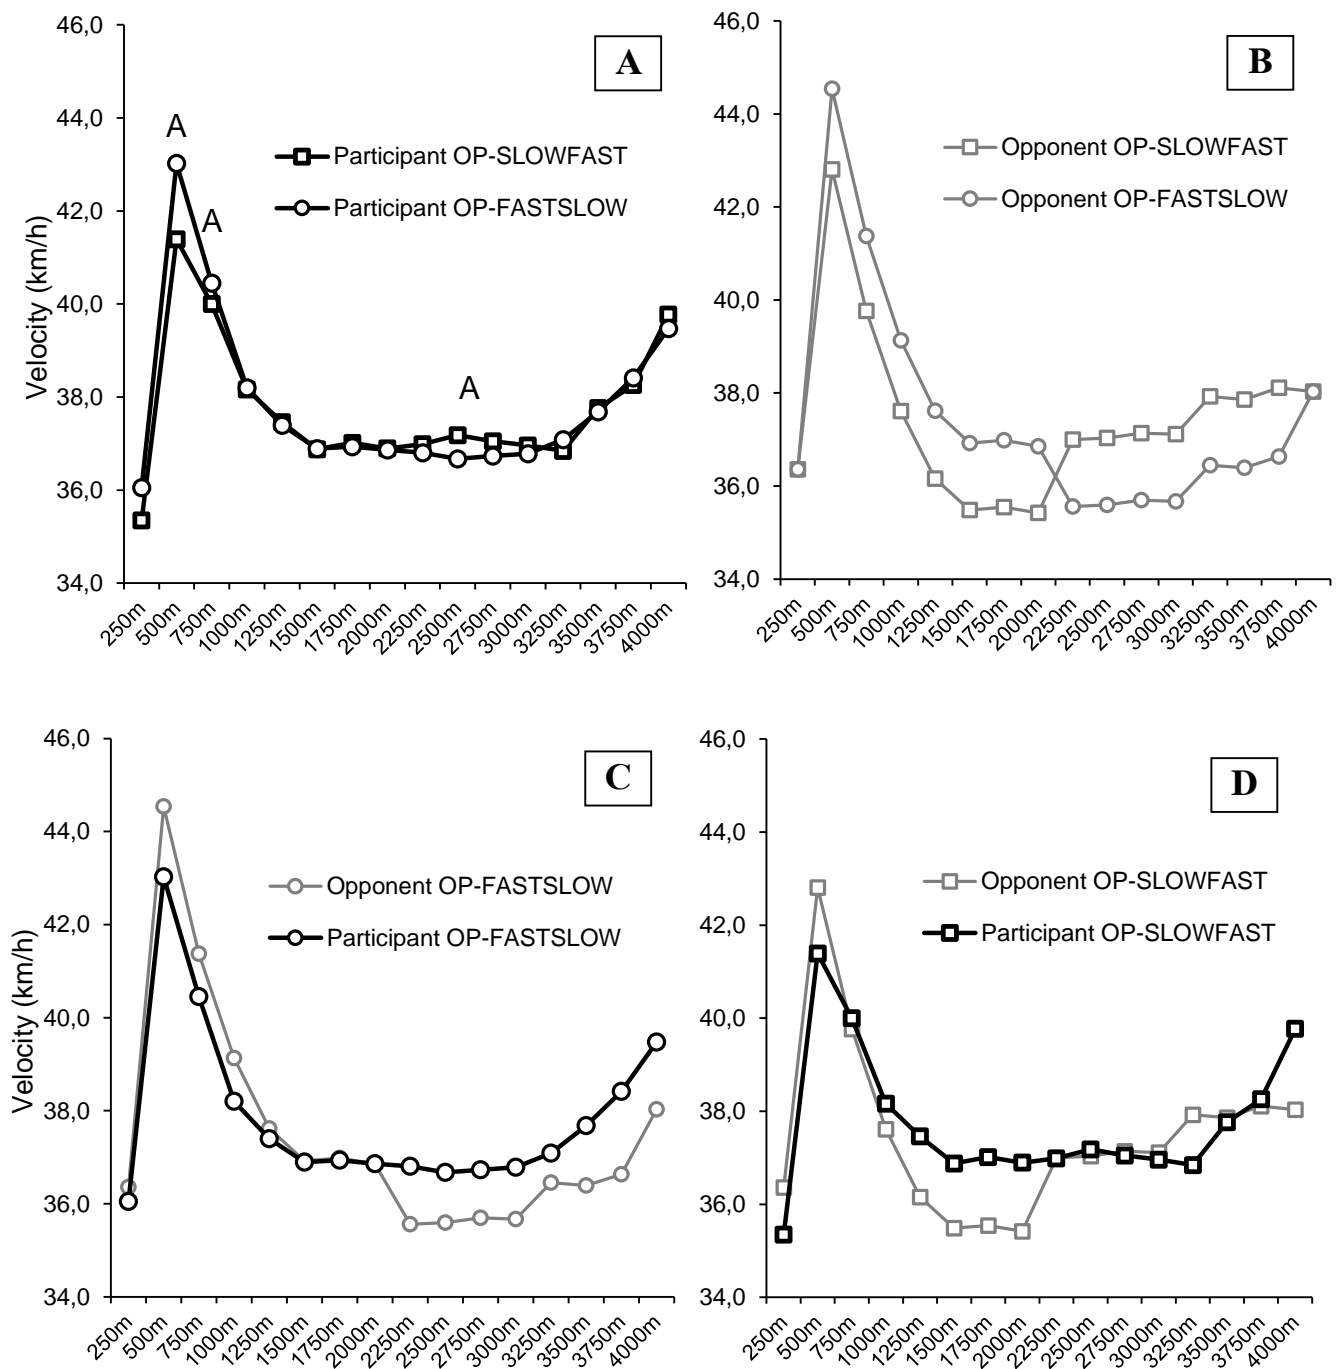 A
46,0
44,0
42,0
40,0
38,0
36,0
34,0
Velocity (km/h)
A
A
A
Participant OP-SLOWFAST
Participant OP-FASTSLOW
250m
500m
750m
1000m
1250m
1500m
1750m
2000m
2250m
2500m
2750m
3000m
3250m
3500m
3750m
4000m
B
46,0
44,0
42,0
40,0
38,0
36,0
34,0
Opponent OP-SLOWFAST
Opponent OP-FASTSLOW
250m
500m
750m
1000m
1250m
1500m
1750m
2000m
2250m
2500m
2750m
3000m
3250m
3500m
3750m
4000m
C
46,0
44,0
42,0
40,0
38,0
36,0
34,0
Velocity (km/h)
Opponent OP-FASTSLOW
Participant OP-FASTSLOW
250m
500m
750m
1000m
1250m
1500m
1750m
2000m
2250m
2500m
2750m
3000m
3250m
3500m
3750m
4000m
D
46,0
44,0
42,0
40,0
38,0
36,0
34,0
Opponent OP-SLOWFAST
Participant OP-SLOWFAST
250m
500m
750m
1000m
1250m
1500m
1750m
2000m
2250m
2500m
2750m
3000m
3250m
3500m
3750m
4000m